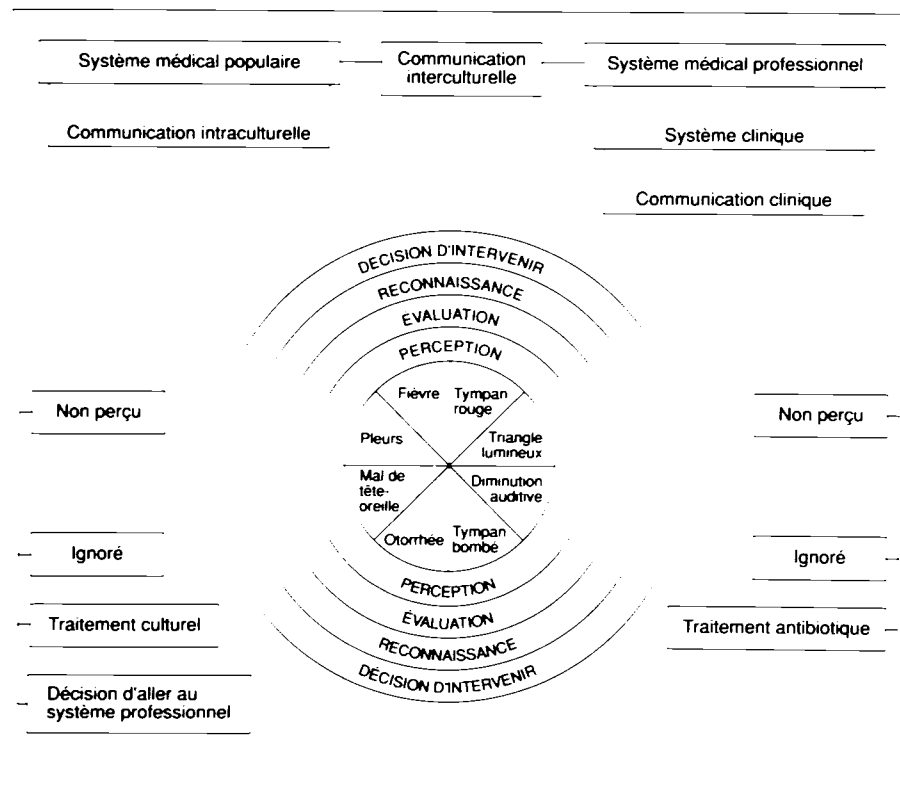 Système médical populaire
Communication
interculturelle
Système médical professionnel
Communication intraculturelle
Système clinique
Communication clinique
DECISION D'INTERVENIR
RECONNAISSANCE
EVALUATION
PERCEPTION
Fièvre
Tympan
rouge
Pleurs
Triangle
lumineux
Mal de
tête-
oreille
Diminution
auditive
Otorrhée
Tympan
bombé
PERCEPTION
ÉVALUATION
RECONNAISSANCE
DÉCISION D'INTERVENIR
Non perçu
Non perçu
Ignoré
Ignoré
Traitement culturel
Traitement antibiotique
Décision d'aller au
système professionnel